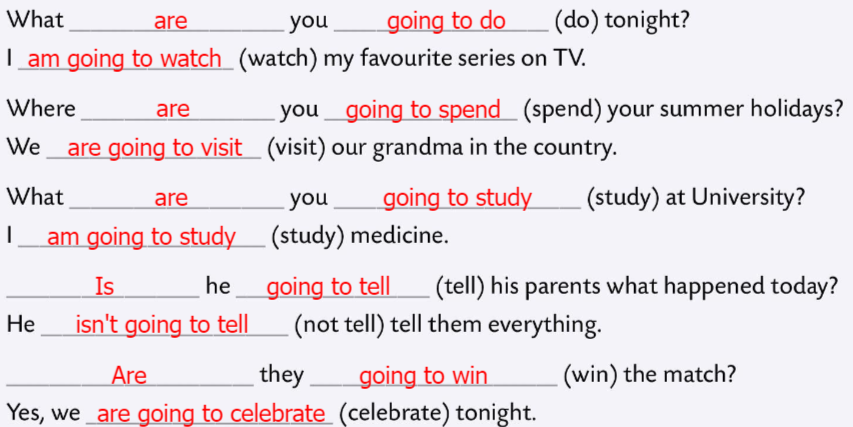 What are you going to do (do) tonight?
I am going to watch (watch) my favourite series on TV.
Where are you going to spend (spend) your summer holidays?
We are going to visit (visit) our grandma in the country.
What are you going to study (study) at University?
I am going to study (study) medicine.
Is he going to tell (tell) his parents what happened today?
He isn't going to tell (not tell) tell them everything.
Are they going to win (win) the match?
Yes, we are going to celebrate (celebrate) tonight.